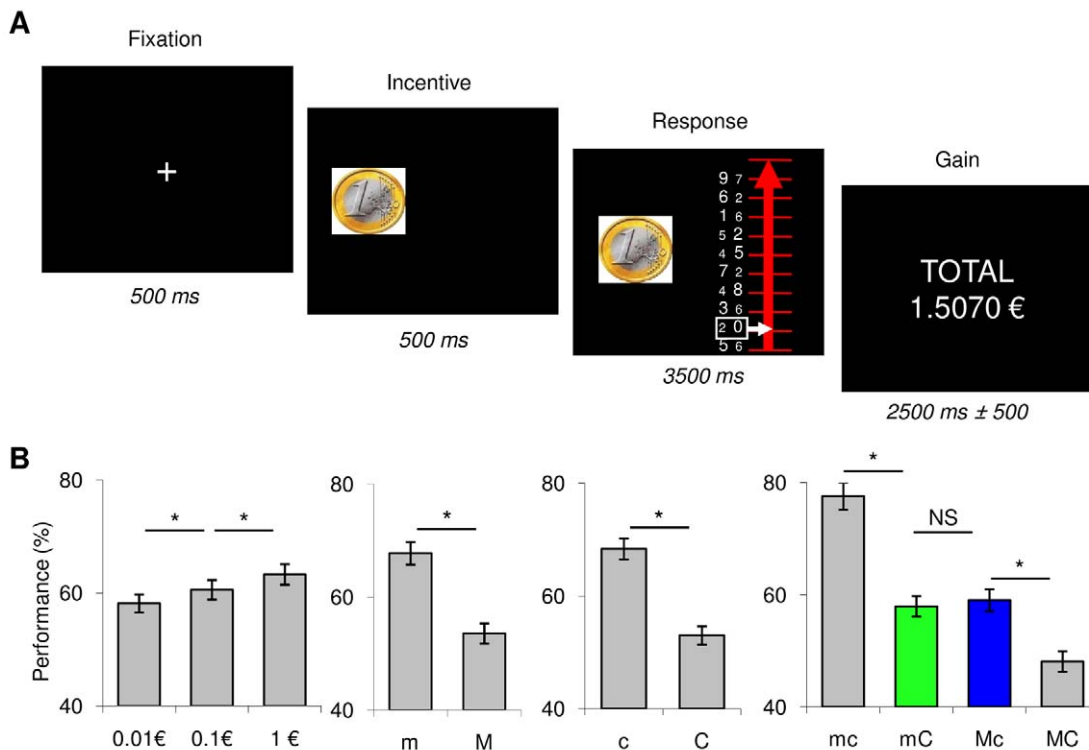 A
Fixation
+
500 ms
Incentive
1
500 ms
Response
1
9 7
6 2
1 6
5 2
4 5
7 2
4 8
3 6
2 0
5 6
3500 ms
Gain
TOTAL
1.5070 €
2500 ms ± 500
B
Performance (%)
80
60
40
* *
0.01€ 0.1€ 1 €
80
60
40
*
m M
80
60
40
*
c C
80
60
40
* NS *
mc mC Mc MC